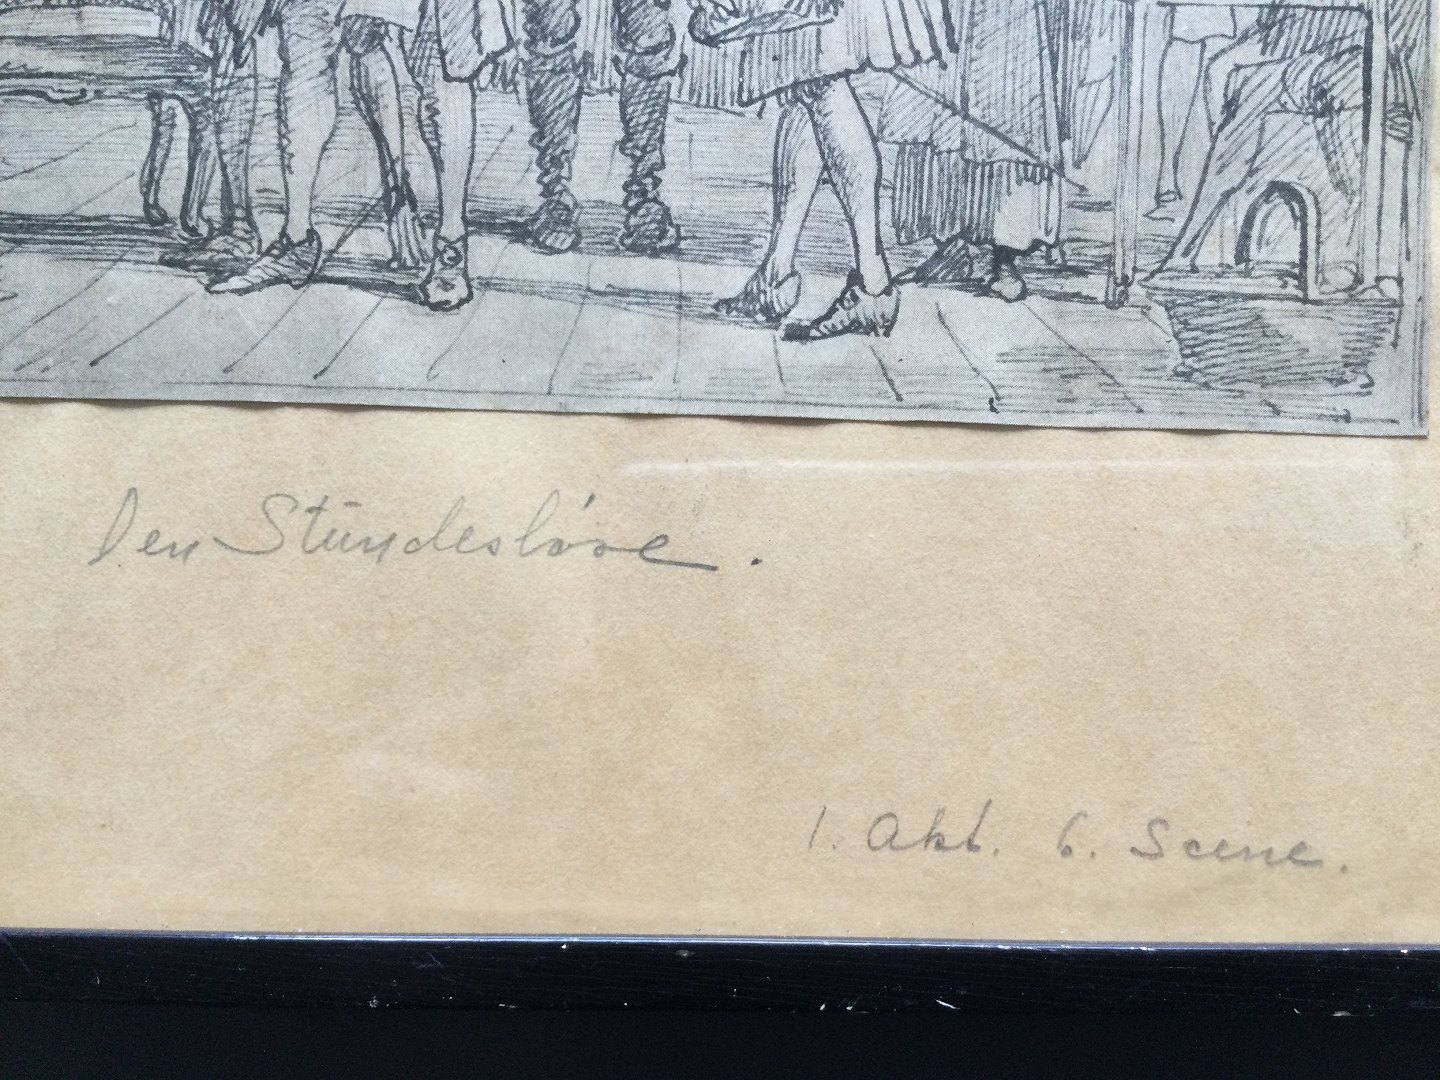 Den Stundesløse.
1. Akt. 6. Scene.